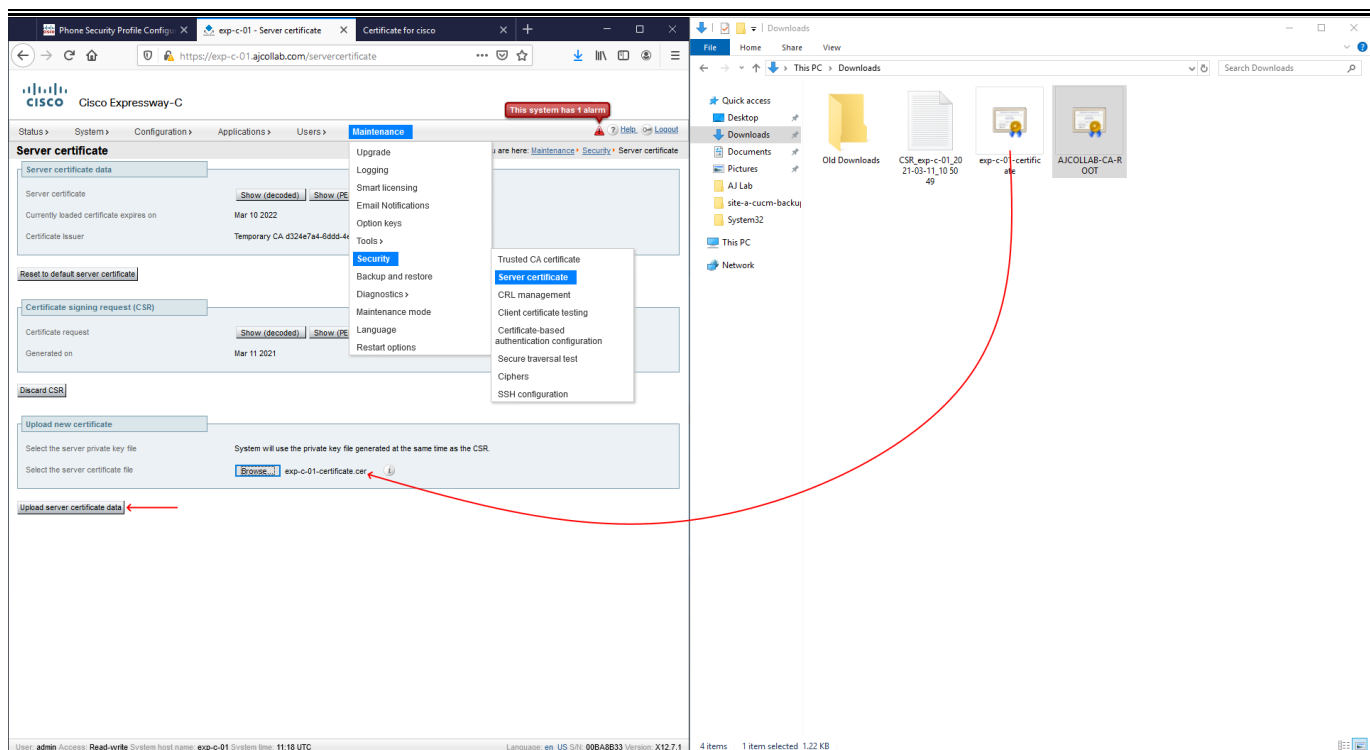 Phone Security Profile Configu
exp-c-01 - Server certificate
Certificate for cisco
https://exp-c-01.ajcollab.com/servercertificate
CISCO Cisco Expressway-C
This system has 1 alarm
Status System Configuration Applications Users Maintenance Help Logout
Server certificate
u are here: Maintenance Security Server certificate
Server certificate data
Server certificate Show (decoded) Show (PE
Currently loaded certificate expires on Mar 10 2022
Certificate Issuer Temporary CA d324e7a4-6ddd-4e
Reset to default server certificate
Certificate signing request (CSR)
Certificate request Show (decoded) Show (PE
Generated on Mar 11 2021
Discard CSR
Upload new certificate
Select the server private key file System will use the private key file generated at the same time as the CSR.
Select the server certificate file Browse... exp-c-01-certificate.cer i
Upload server certificate data
Upgrade
Logging
Smart licensing
Email Notifications
Option keys
Tools
Security
Backup and restore
Diagnostics
Maintenance mode
Language
Restart options
Trusted CA certificate
Server certificate
CRL management
Client certificate testing
Certificate-based
authentication configuration
Secure traversal test
Ciphers
SSH configuration
User: admin Access: Read-write System host name: exp-c-01 System time: 11:18 UTC Language: en_US S/N: 00BA8B33 Version: X12.7.1
Downloads
File Home Share View
This PC Downloads
Search Downloads
Quick access
Desktop
Downloads
Documents
Pictures
AJ Lab
site-a-cucm-backup
System32
This PC
Network
Old Downloads
CSR_exp-c-01_20
21-03-11_10 50
49
exp-c-01-certific
ate
AJCOLLAB-CA-R
OOT
4 items 1 item selected 1.22 KB